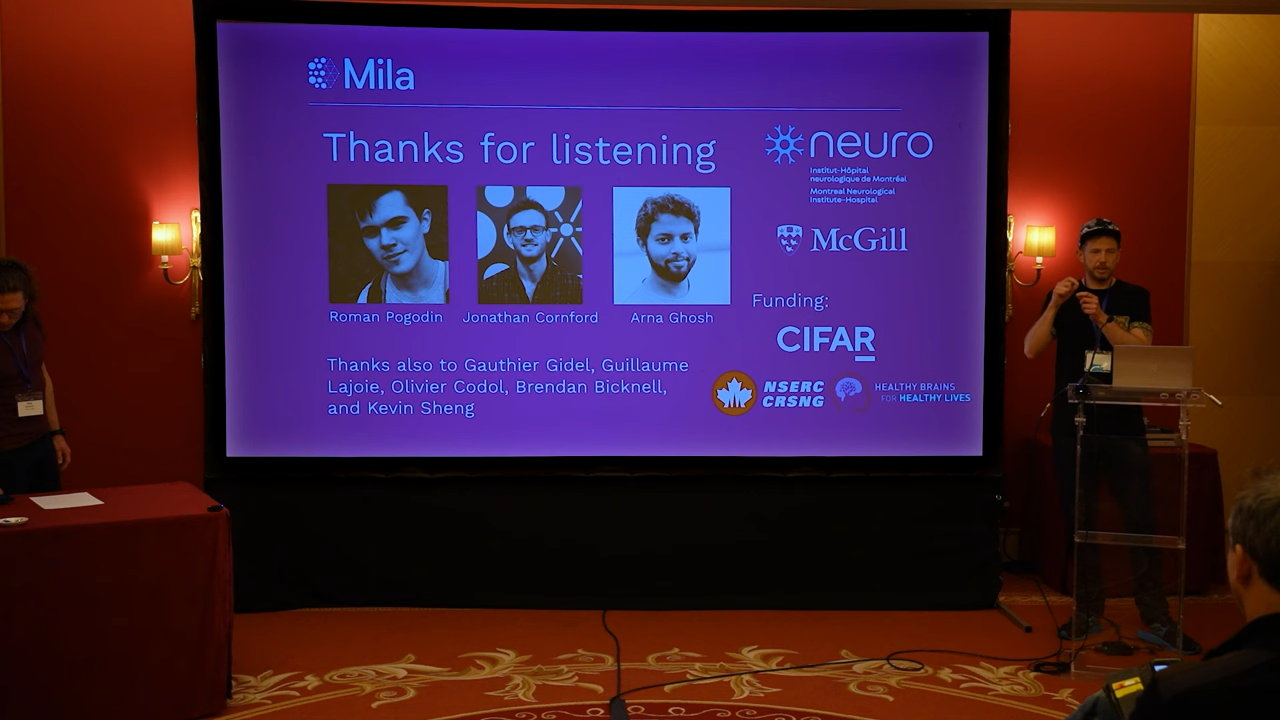 Mila
Thanks for listening
neuro
Institut-Hôpital
neurologique de Montréal
Montreal Neurological
Institute-Hospital
McGill
Roman Pogodin
Jonathan Cornford
Arna Ghosh
Funding:
CIFAR
Thanks also to Gauthier Gidel, Guillaume
Lajoie, Olivier Codol, Brendan Bicknell,
and Kevin Sheng
NSERC
CRSNG
HEALTHY BRAINS
FOR HEALTHY LIVES